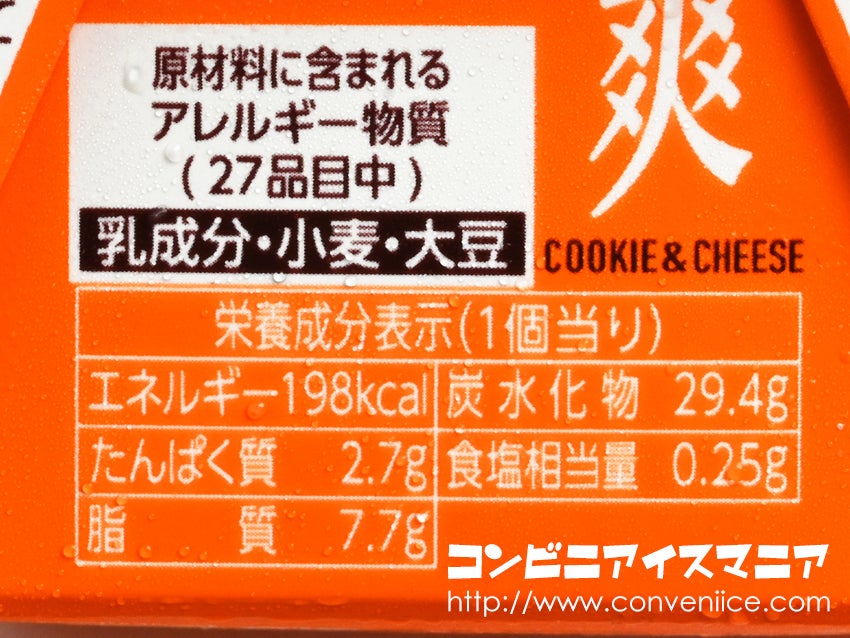 爽
原材料に含まれる
アレルギー物質
(27品目中)
乳成分・小麦・大豆
COOKIE & CHEESE
栄養成分表示(1個当り)
エネルギー198kcal 炭水化物 29.4g
たんぱく質 2.7g 食塩相当量 0.25g
脂質 7.7g
コンビニアイスマニア
http://www.conveniice.com